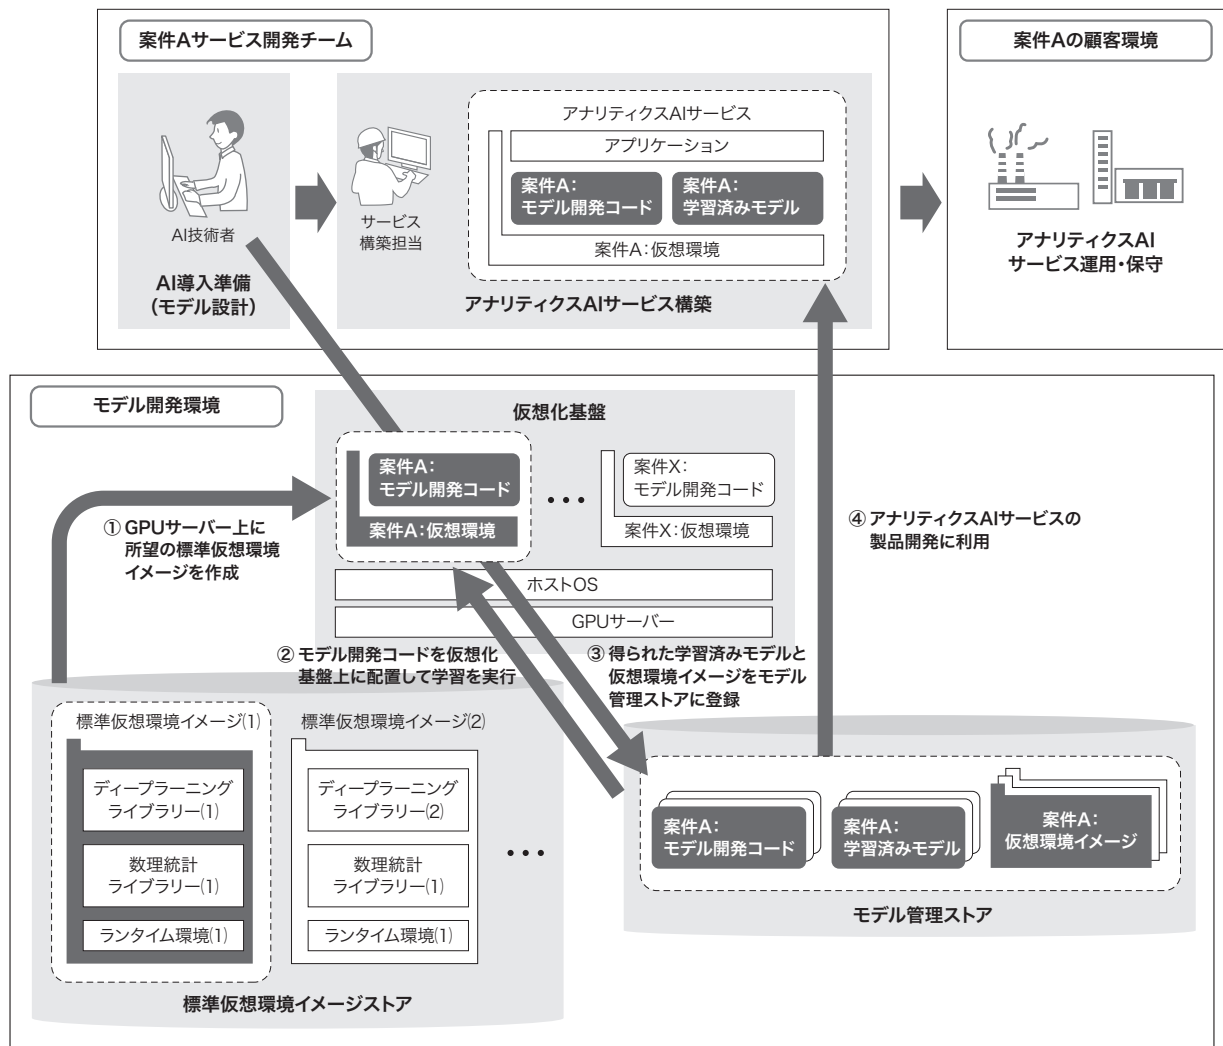 案件Aサービス開発チーム
AI技術者
AI導入準備
(モデル設計)
サービス
構築担当
アナリティクスAIサービス
アプリケーション
案件A：
モデル開発コード
案件A：
学習済みモデル
案件A：仮想環境
アナリティクスAIサービス構築
案件Aの顧客環境
アナリティクスAI
サービス運用・保守
モデル開発環境
仮想化基盤
案件A：
モデル開発コード
案件A：仮想環境
•••
案件X：
モデル開発コード
案件X：仮想環境
ホストOS
GPUサーバー
① GPUサーバー上に
所望の標準仮想環境
イメージを作成
② モデル開発コードを仮想化
基盤上に配置して学習を実行
③ 得られた学習済みモデルと
仮想環境イメージをモデル
管理ストアに登録
④ アナリティクスAIサービスの
製品開発に利用
標準仮想環境イメージ(1)
ディープラーニング
ライブラリー(1)
数理統計
ライブラリー(1)
ランタイム環境(1)
標準仮想環境イメージ(2)
ディープラーニング
ライブラリー(2)
数理統計
ライブラリー(1)
ランタイム環境(1)
•••
標準仮想環境イメージストア
案件A：
モデル開発コード
案件A：
学習済みモデル
案件A：
仮想環境イメージ
モデル管理ストア